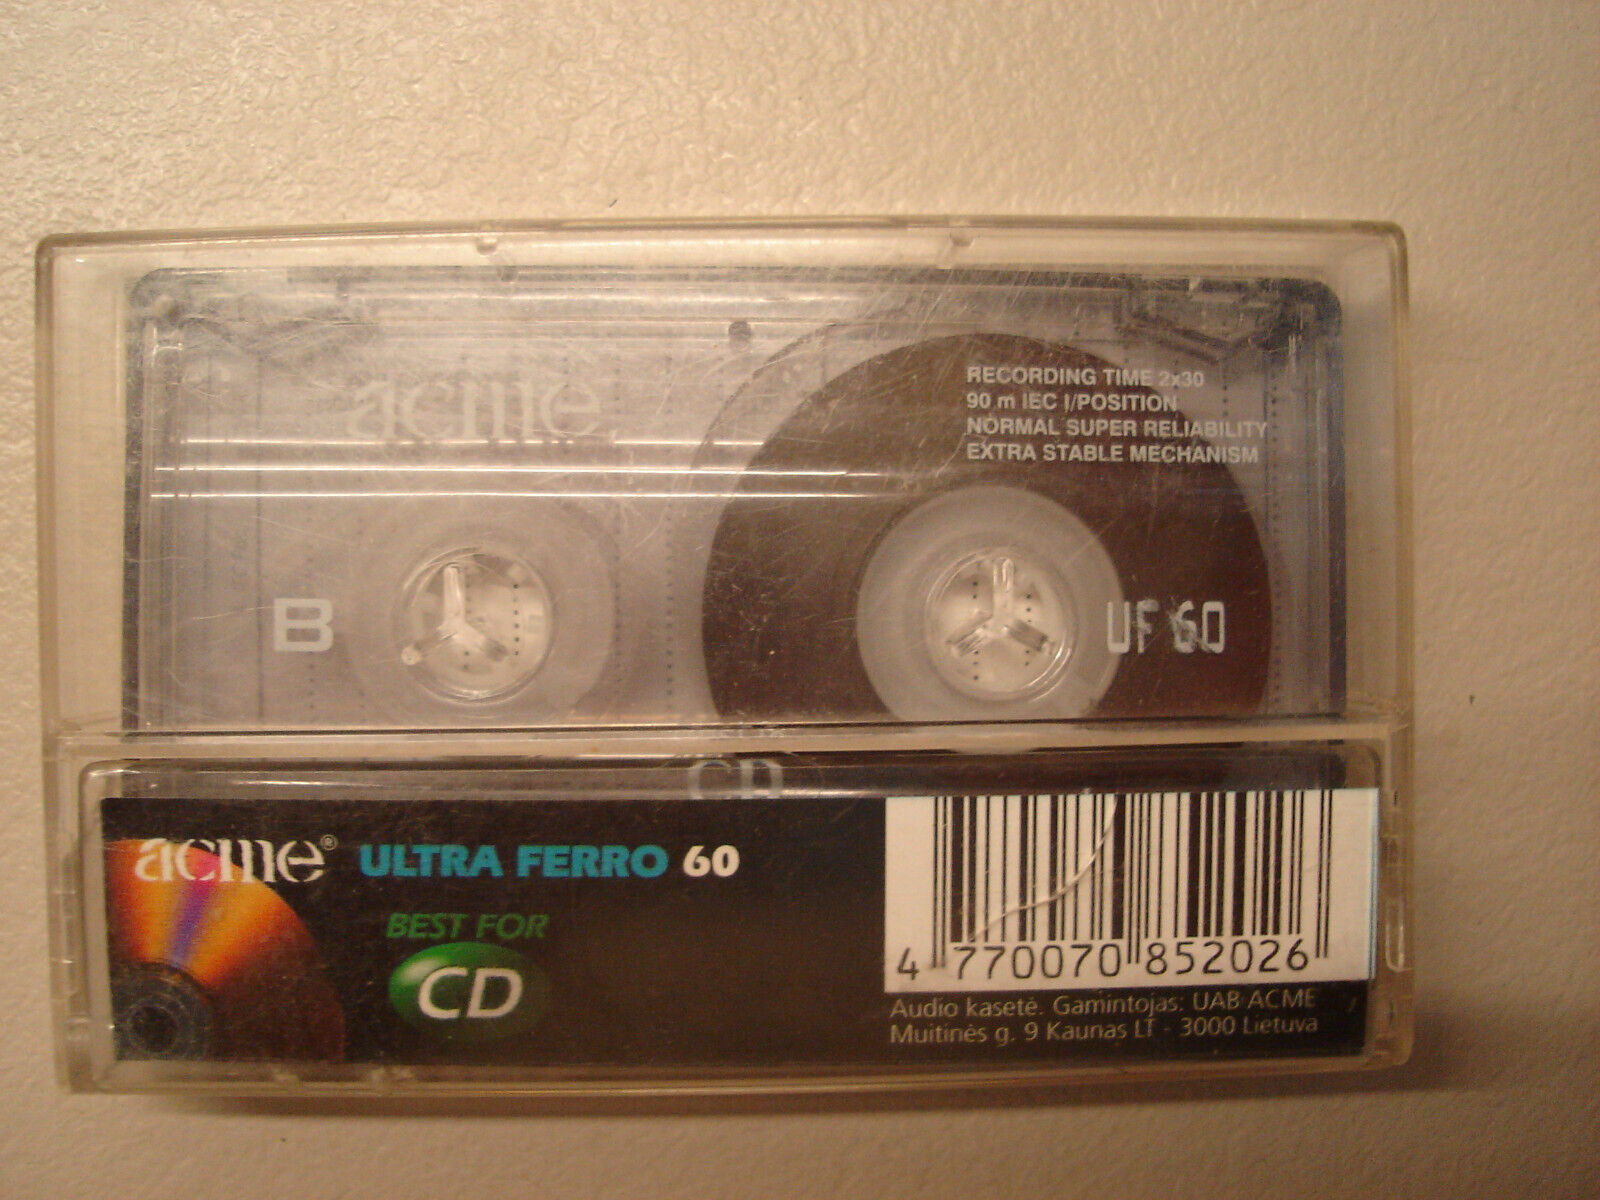 acme
RECORDING TIME 2x30
90 m IEC I/POSITION
NORMAL SUPER RELIABILITY
EXTRA STABLE MECHANISM
B
UF 60
CD
acme® ULTRA FERRO 60
BEST FOR
CD
4 770070 852026
Audio kasetė. Gamintojas: UAB ACME
Muitinės g. 9 Kaunas LT - 3000 Lietuva